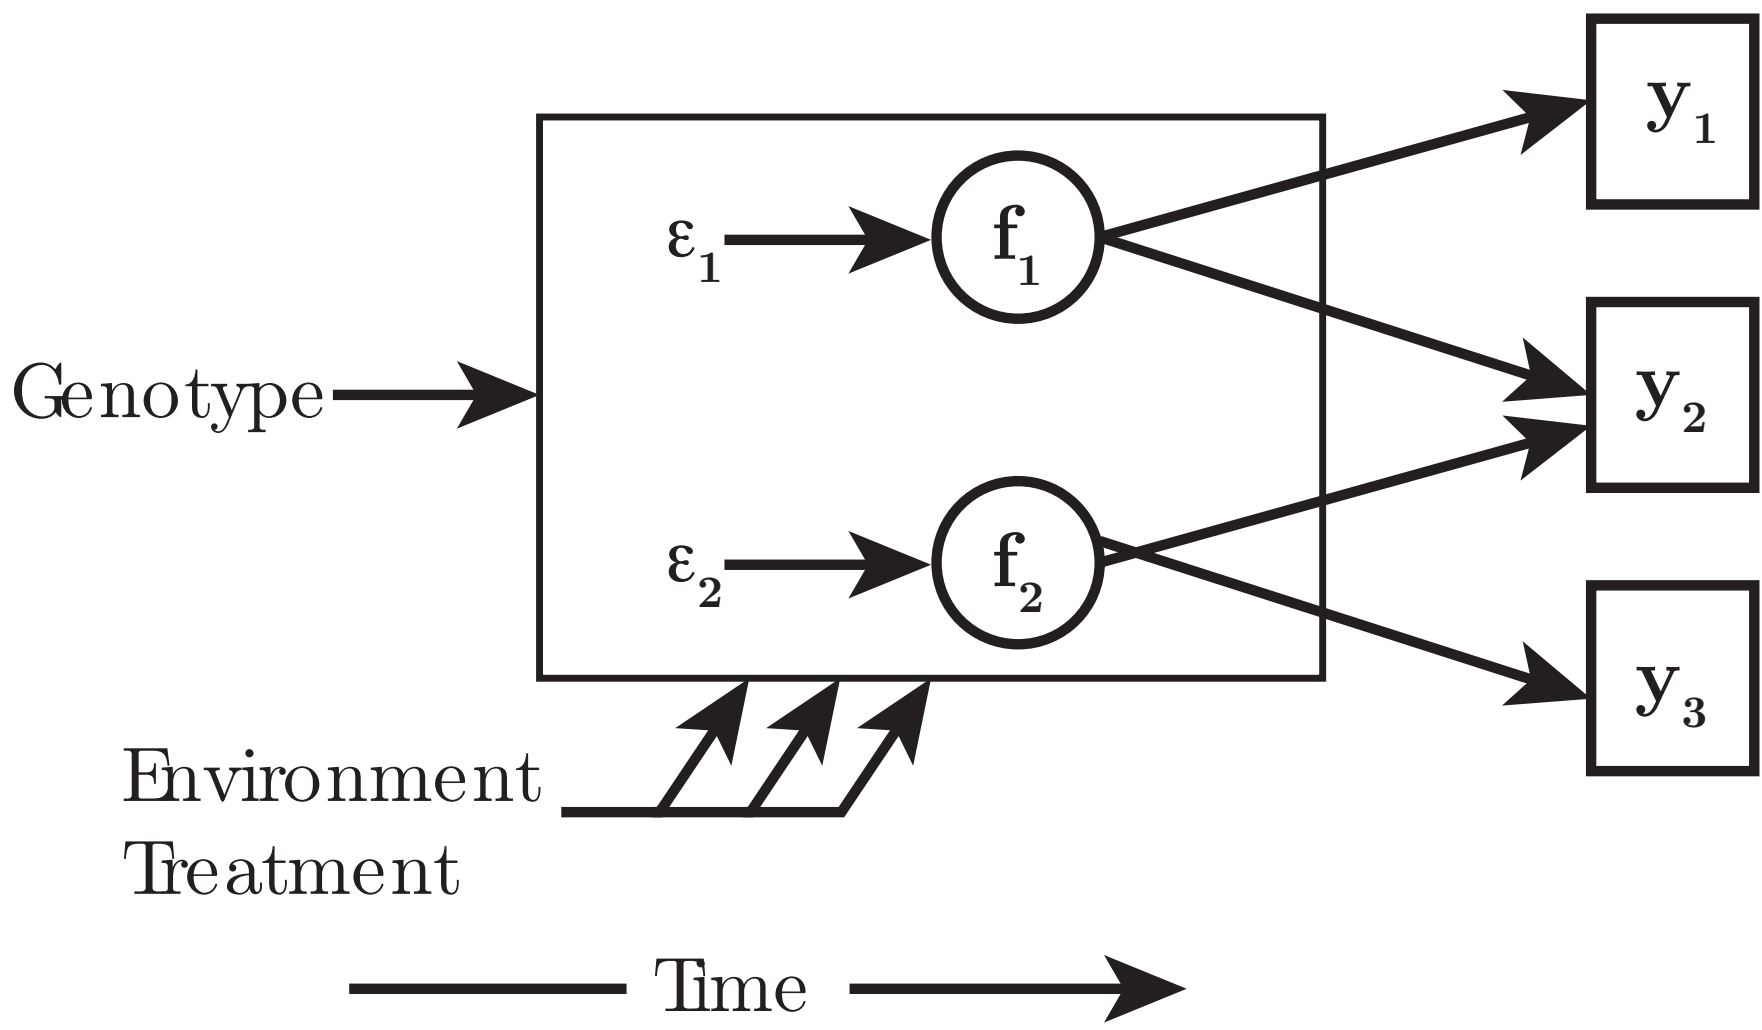 y1
ε1
f1
Genotype
y2
ε2
f2
y3
Environment
Treatment
Time